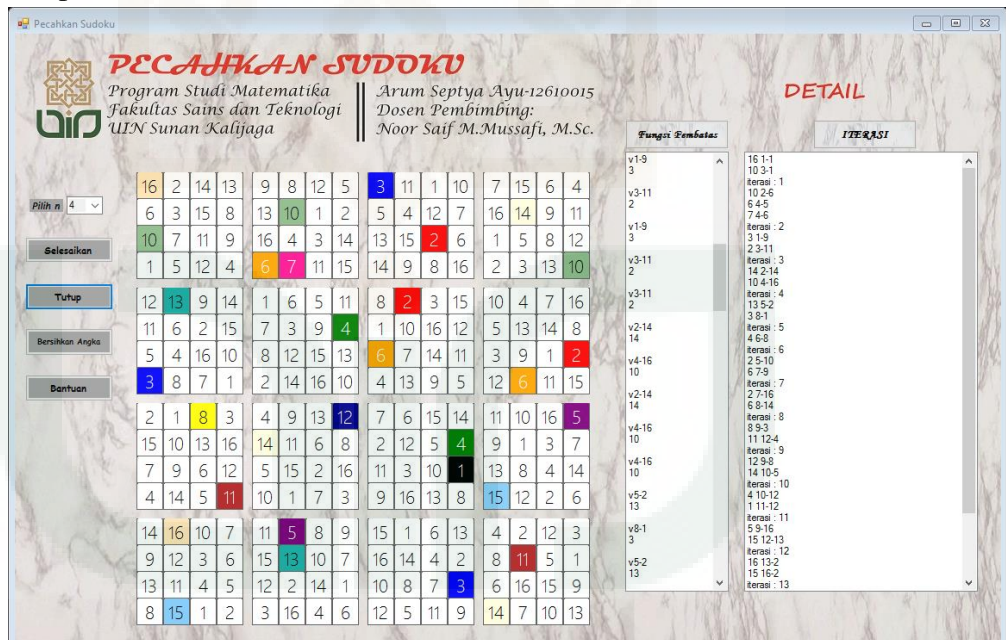 Pecahkan Sudoku
PECAHKAN SUDOKU
Program Studi Matematika
Fakultas Sains dan Teknologi
UIN Sunan Kalijaga
Arum Septya Ayu-12610015
Dosen Pembimbing:
Noor Saif M.Mussafi, M.Sc.
DETAIL
Fungsi Pembatas
ITERASI
Pilih n 4
Selesaikan
Tutup
Bersihkan Angka
Bantuan
16 2 14 13 9 8 12 5 3 11 1 10 7 15 6 4
6 3 15 8 13 10 1 2 5 4 12 7 16 14 9 11
10 7 11 9 16 4 3 14 13 15 2 6 1 5 8 12
1 5 12 4 6 7 11 15 14 9 8 16 2 3 13 10
12 13 9 14 1 6 5 11 8 2 3 15 10 4 7 16
11 6 2 15 7 3 9 4 1 10 16 12 5 13 14 8
5 4 16 10 8 12 15 13 6 7 14 11 3 9 1 2
3 8 7 1 2 14 16 10 4 13 9 5 12 6 11 15
2 1 8 3 4 9 13 12 7 6 15 14 11 10 16 5
15 10 13 16 14 11 6 8 2 12 5 4 9 1 3 7
7 9 6 12 5 15 2 16 11 3 10 1 13 8 4 14
4 14 5 11 10 1 7 3 9 16 13 8 15 12 2 6
14 16 10 7 11 5 8 9 15 1 6 13 4 2 12 3
9 12 3 6 15 13 10 7 16 14 4 2 8 11 5 1
13 11 4 5 12 2 14 1 10 8 7 3 6 16 15 9
8 15 1 2 3 16 4 6 12 5 11 9 14 7 10 13
v1-9
3
v3-11
2
v1-9
3
v3-11
2
v3-11
2
v2-14
14
v4-16
10
v2-14
14
v4-16
10
v4-16
10
v5-2
13
v8-1
3
v5-2
13
16 1-1
10 3-1
iterasi : 1
10 2-6
6 4-5
7 4-6
iterasi : 2
3 1-9
2 3-11
iterasi : 3
14 2-14
10 4-16
iterasi : 4
13 5-2
3 8-1
iterasi : 5
4 6-8
iterasi : 6
2 5-10
6 7-9
iterasi : 7
2 7-16
6 8-14
iterasi : 8
8 9-3
11 12-4
iterasi : 9
12 9-8
14 10-5
iterasi : 10
4 10-12
1 11-12
iterasi : 11
5 9-16
15 12-13
iterasi : 12
16 13-2
15 16-2
iterasi : 13